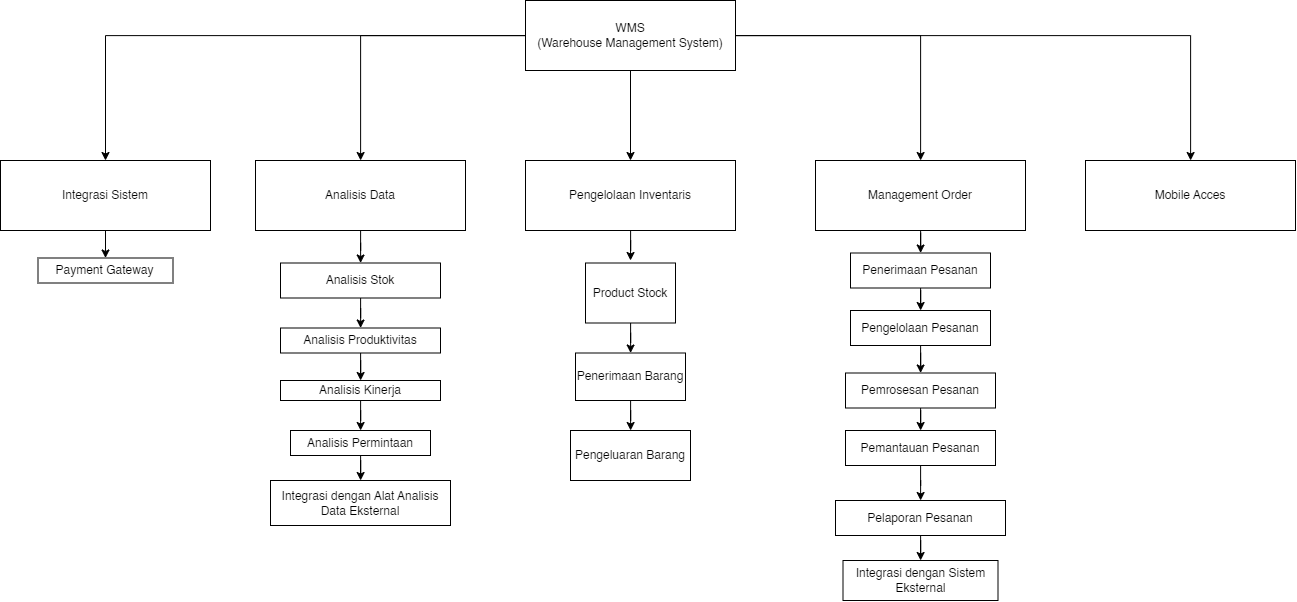 WMS
(Warehouse Management System)
Integrasi Sistem
Analisis Data
Pengelolaan Inventaris
Management Order
Mobile Acces
Payment Gateway
Analisis Stok
Analisis Produktivitas
Analisis Kinerja
Analisis Permintaan
Integrasi dengan Alat Analisis
Data Eksternal
Product Stock
Penerimaan Barang
Pengeluaran Barang
Penerimaan Pesanan
Pengelolaan Pesanan
Pemrosesan Pesanan
Pemantauan Pesanan
Pelaporan Pesanan
Integrasi dengan Sistem
Eksternal